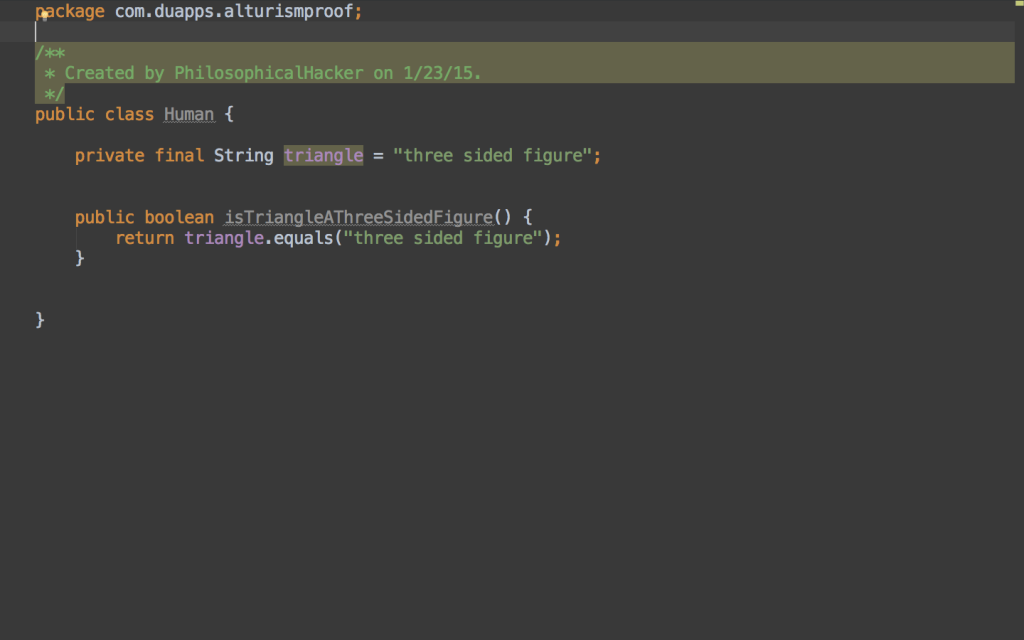 package com.duapps.alturismproof;
/**
* Created by PhilosophicalHacker on 1/23/15.
*/
public class Human {
private final String triangle = "three sided figure";
public boolean isTriangleAThreeSidedFigure() {
return triangle.equals("three sided figure");
}
}